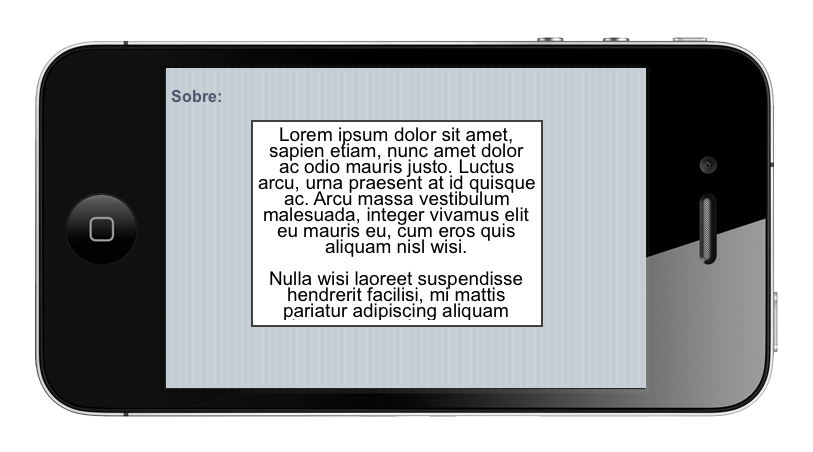 Sobre:
Lorem ipsum dolor sit amet,
sapien etiam, nunc amet dolor
ac odio mauris justo. Luctus
arcu, urna praesent at id quisque
ac. Arcu massa vestibulum
malesuada, integer vivamus elit
eu mauris eu, cum eros quis
aliquam nisl wisi.
Nulla wisi laoreet suspendisse
hendrerit facilisi, mi mattis
pariatur adipiscing aliquam